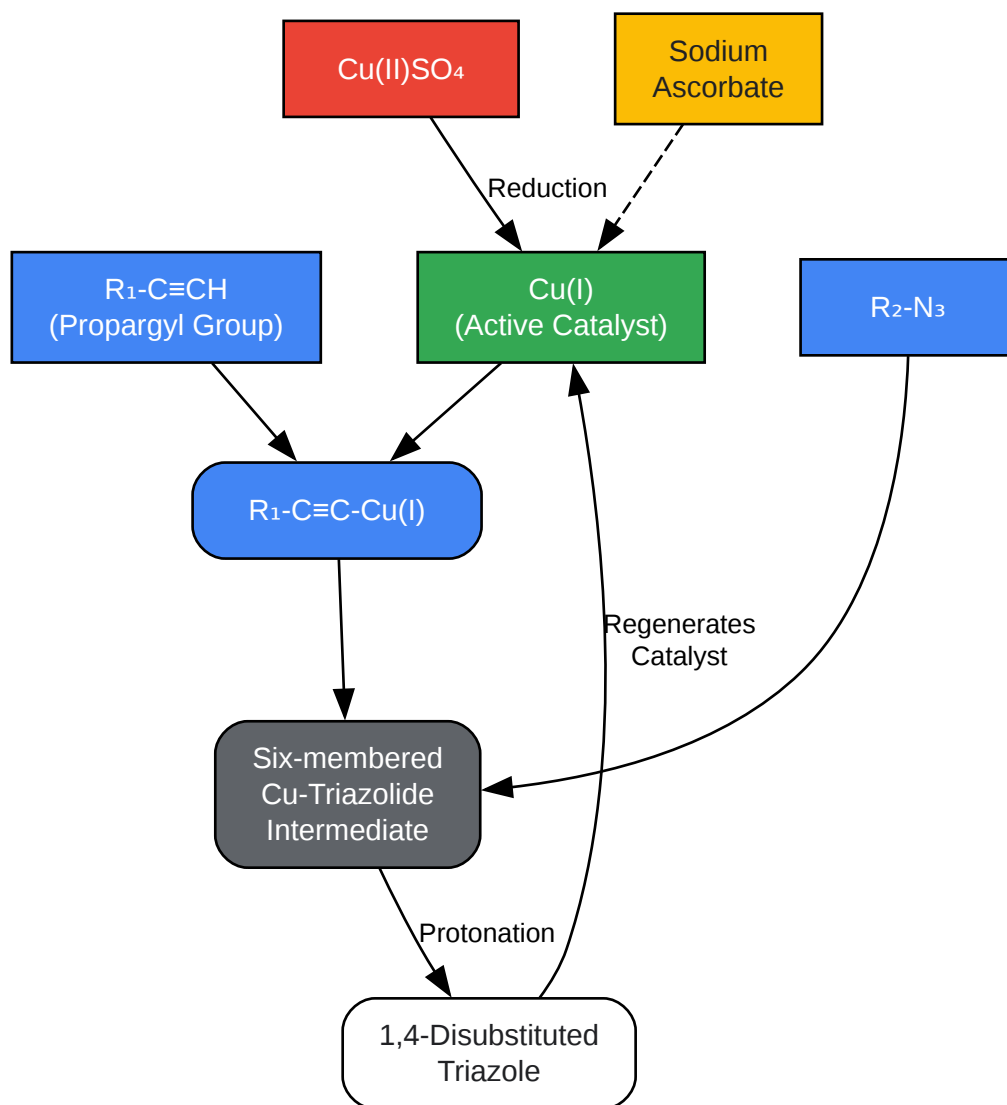 Cu(II)SO₄
Sodium
Ascorbate
Reduction
R₁-C≡CH
(Propargyl Group)
Cu(I)
(Active Catalyst)
R₂-N₃
R₁-C≡C-Cu(I)
Regenerates
Catalyst
Six-membered
Cu-Triazolide
Intermediate
Protonation
1,4-Disubstituted
Triazole